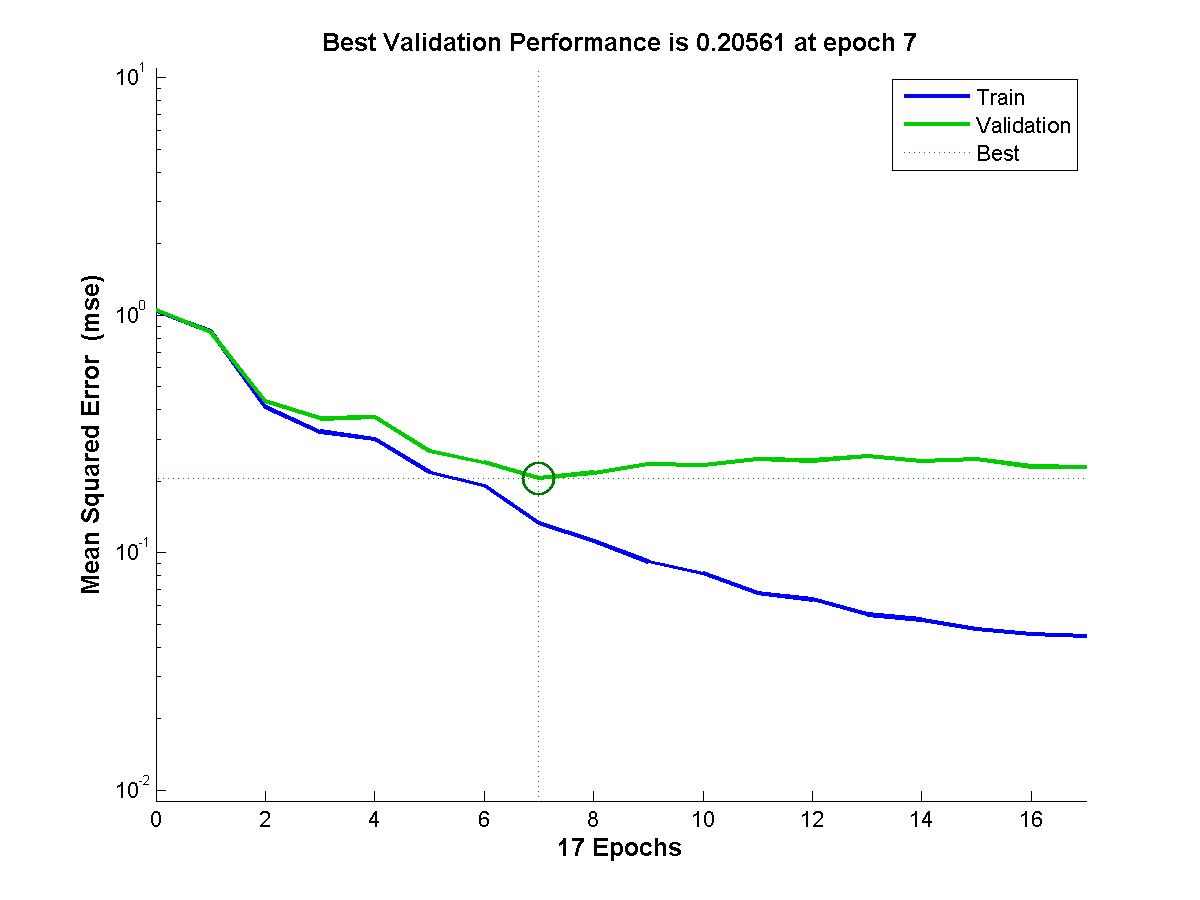 Best Validation Performance is 0.20561 at epoch 7
Train
Validation
Best
Mean Squared Error (mse)
10^1
10^0
10^-1
10^-2
0 2 4 6 8 10 12 14 16
17 Epochs